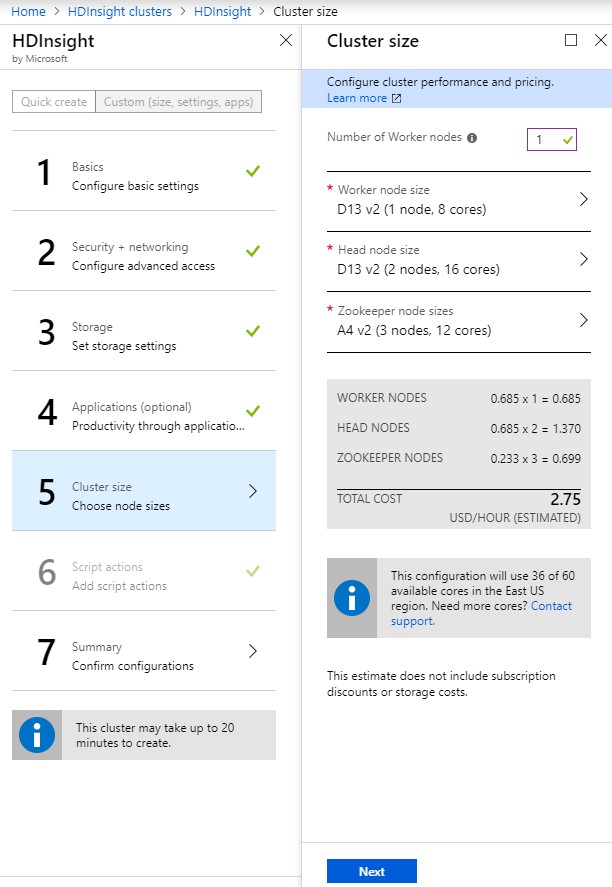 Home > HDInsight clusters > HDInsight > Cluster size
HDInsight
by Microsoft
Quick create
Custom (size, settings, apps)
1
Basics
Configure basic settings
2
Security + networking
Configure advanced access
3
Storage
Set storage settings
4
Applications (optional)
Productivity through applicatio...
5
Cluster size
Choose node sizes
6
Script actions
Add script actions
7
Summary
Confirm configurations
This cluster may take up to 20
minutes to create.
Cluster size
Configure cluster performance and pricing.
Learn more
Number of Worker nodes
1
* Worker node size
D13 v2 (1 node, 8 cores)
* Head node size
D13 v2 (2 nodes, 16 cores)
* Zookeeper node sizes
A4 v2 (3 nodes, 12 cores)
WORKER NODES 0.685 x 1 = 0.685
HEAD NODES 0.685 x 2 = 1.370
ZOOKEEPER NODES 0.233 x 3 = 0.699
TOTAL COST 2.75
USD/HOUR (ESTIMATED)
This configuration will use 36 of 60
available cores in the East US
region. Need more cores? Contact
support.
This estimate does not include subscription
discounts or storage costs.
Next